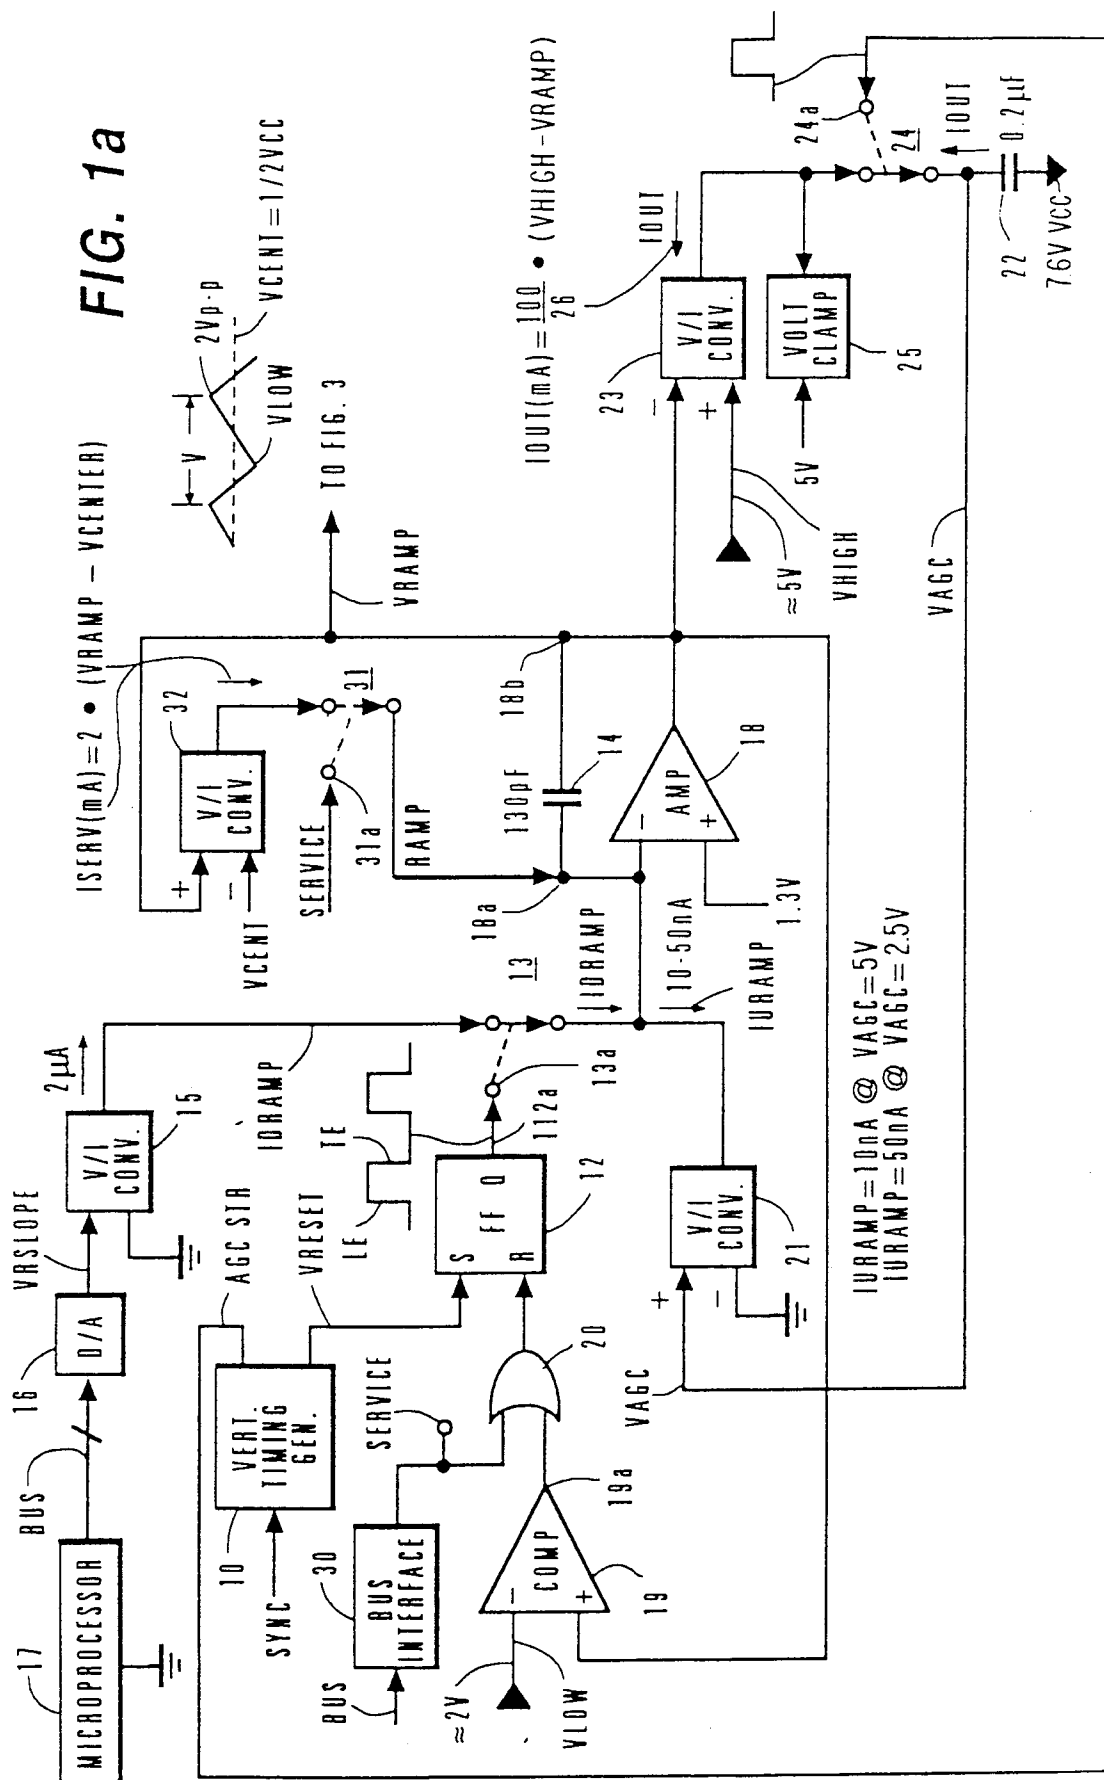 FIG. 1a
17
MICROPROCESSOR
BUS
16
D/A
VRSLOPE
V/I
CONV.
15
2μA
AGC STR
VRESET
10
VERT.
TIMING
GEN.
SYNC
30
BUS
INTERFACE
BUS
SERVICE
LE
TE
S
FF Q
R
12
112a
13a
13
IDRAMP
IDRAMP
20
19a
COMP
−
+
19
≈2V
VLOW
ISERV(mA)=2 • (VRAMP − VCENTER)
32
V/I
CONV.
+
−
VCENT
SERVICE
31a
31
RAMP
V
2Vp-p
VCENT=1/2VCC
VLOW
TO FIG. 3
VRAMP
18a
130pF
14
18b
10-50nA
IURAMP
AMP
−
+
18
1.3V
VAGC
+
−
V/I
CONV.
21
IURAMP=10nA @ VAGC=5V
IURAMP=50nA @ VAGC=2.5V
IOUT(mA)=100/26 • (VHIGH-VRAMP)
23
V/I
CONV.
−
+
26
IOUT
≈5V
VHIGH
5V
VOLT
CLAMP
25
VAGC
24a
24
IOUT
22
0.2μF
7.6V VCC